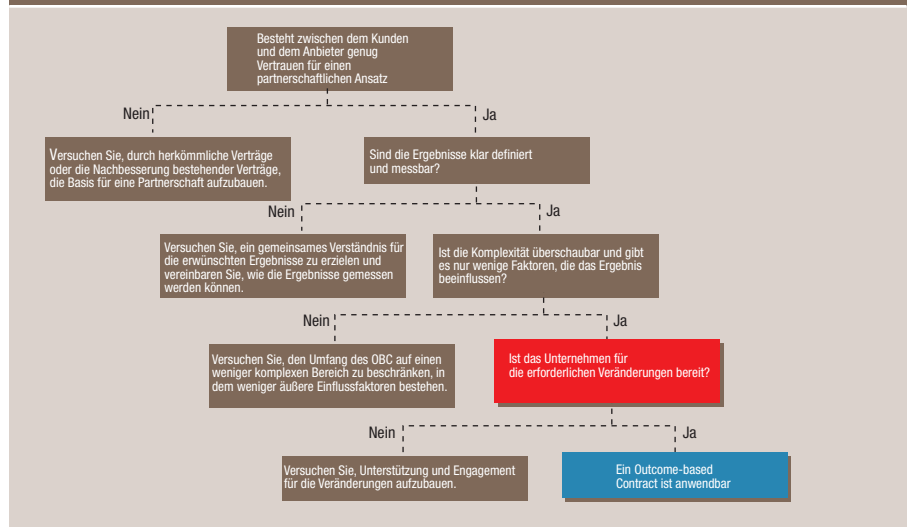 Besteht zwischen dem Kunden
und dem Anbieter genug
Vertrauen für einen
partnerschaftlichen Ansatz
Nein
Ja
Versuchen Sie, durch herkömmliche Verträge
oder die Nachbesserung bestehender Verträge,
die Basis für eine Partnerschaft aufzubauen.
Sind die Ergebnisse klar definiert
und messbar?
Nein
Ja
Versuchen Sie, ein gemeinsames Verständnis für
die erwünschten Ergebnisse zu erzielen und
vereinbaren Sie, wie die Ergebnisse gemessen
werden können.
Ist die Komplexität überschaubar und gibt
es nur wenige Faktoren, die das Ergebnis
beeinflussen?
Nein
Ja
Versuchen Sie, den Umfang des OBC auf einen
weniger komplexen Bereich zu beschränken, in
dem weniger äußere Einflussfaktoren bestehen.
Ist das Unternehmen für
die erforderlichen Veränderungen bereit?
Nein
Ja
Versuchen Sie, Unterstützung und Engagement
für die Veränderungen aufzubauen.
Ein Outcome-based
Contract ist anwendbar